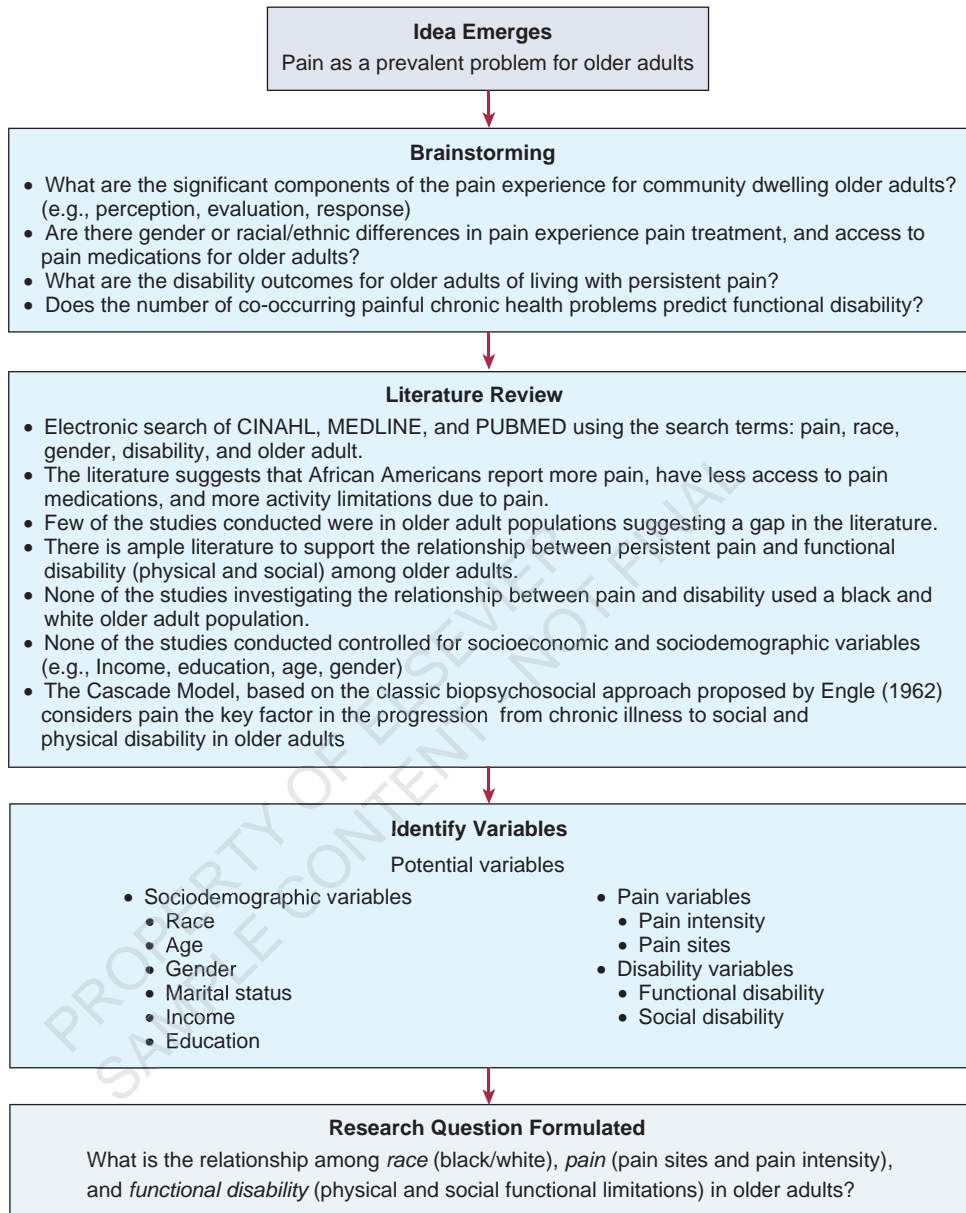 Idea Emerges
Pain as a prevalent problem for older adults
Brainstorming
• What are the significant components of the pain experience for community dwelling older adults?
(e.g., perception, evaluation, response)
• Are there gender or racial/ethnic differences in pain experience pain treatment, and access to
pain medications for older adults?
• What are the disability outcomes for older adults of living with persistent pain?
• Does the number of co-occurring painful chronic health problems predict functional disability?
Literature Review
• Electronic search of CINAHL, MEDLINE, and PUBMED using the search terms: pain, race,
gender, disability, and older adult.
• The literature suggests that African Americans report more pain, have less access to pain
medications, and more activity limitations due to pain.
• Few of the studies conducted were in older adult populations suggesting a gap in the literature.
• There is ample literature to support the relationship between persistent pain and functional
disability (physical and social) among older adults.
• None of the studies investigating the relationship between pain and disability used a black and
white older adult population.
• None of the studies conducted controlled for socioeconomic and sociodemographic variables
(e.g., Income, education, age, gender)
• The Cascade Model, based on the classic biopsychosocial approach proposed by Engle (1962)
considers pain the key factor in the progression from chronic illness to social and
physical disability in older adults
Identify Variables
Potential variables
• Sociodemographic variables
• Race
• Age
• Gender
• Marital status
• Income
• Education
• Pain variables
• Pain intensity
• Pain sites
• Disability variables
• Functional disability
• Social disability
Research Question Formulated
What is the relationship among race (black/white), pain (pain sites and pain intensity),
and functional disability (physical and social functional limitations) in older adults?
PROPERTY OF ELSEVIER
SAMPLE CONTENT - NOT FINAL